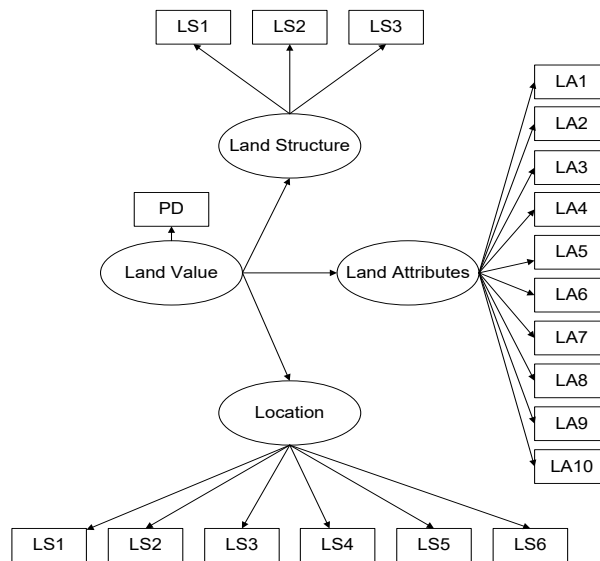 LS1
LS2
LS3
LA1
Land Structure
LA2
LA3
PD
LA4
LA5
Land Value
Land Attributes
LA6
LA7
LA8
Location
LA9
LA10
LS1
LS2
LS3
LS4
LS5
LS6